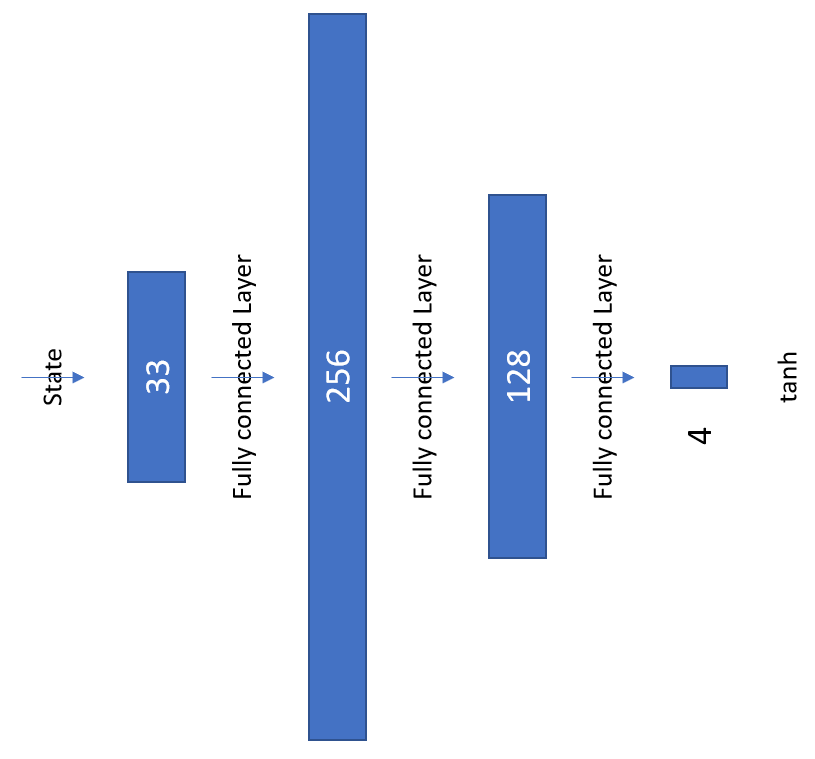 State
33
Fully connected Layer
256
Fully connected Layer
128
Fully connected Layer
4
tanh